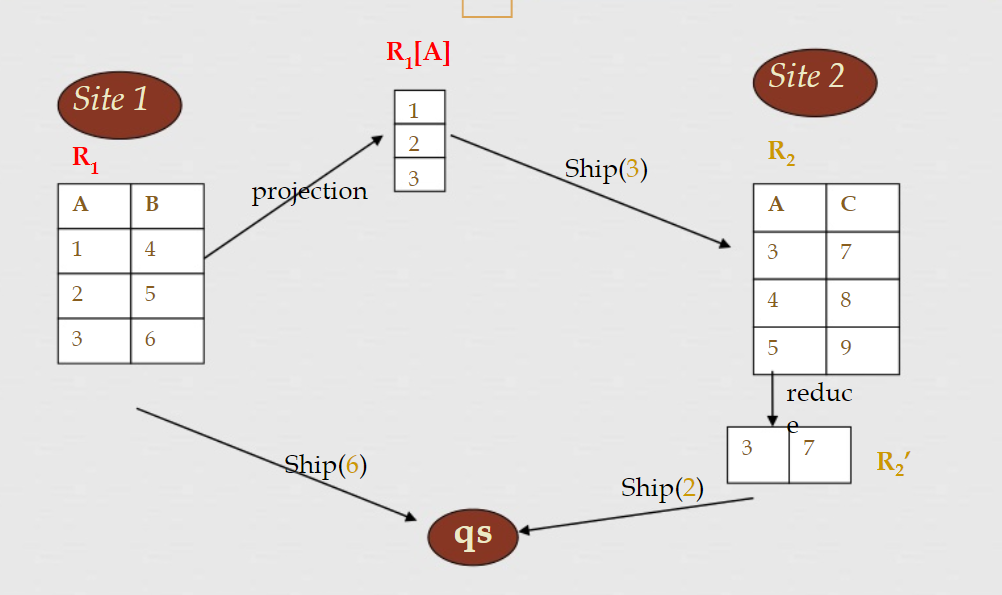 R₁[A]
Site 1
Site 2
R₁
R₂
1
2
3
projection
Ship(3)
A B
1 4
2 5
3 6
A C
3 7
4 8
5 9
reduc
e
3 7
R₂′
Ship(6)
Ship(2)
qs